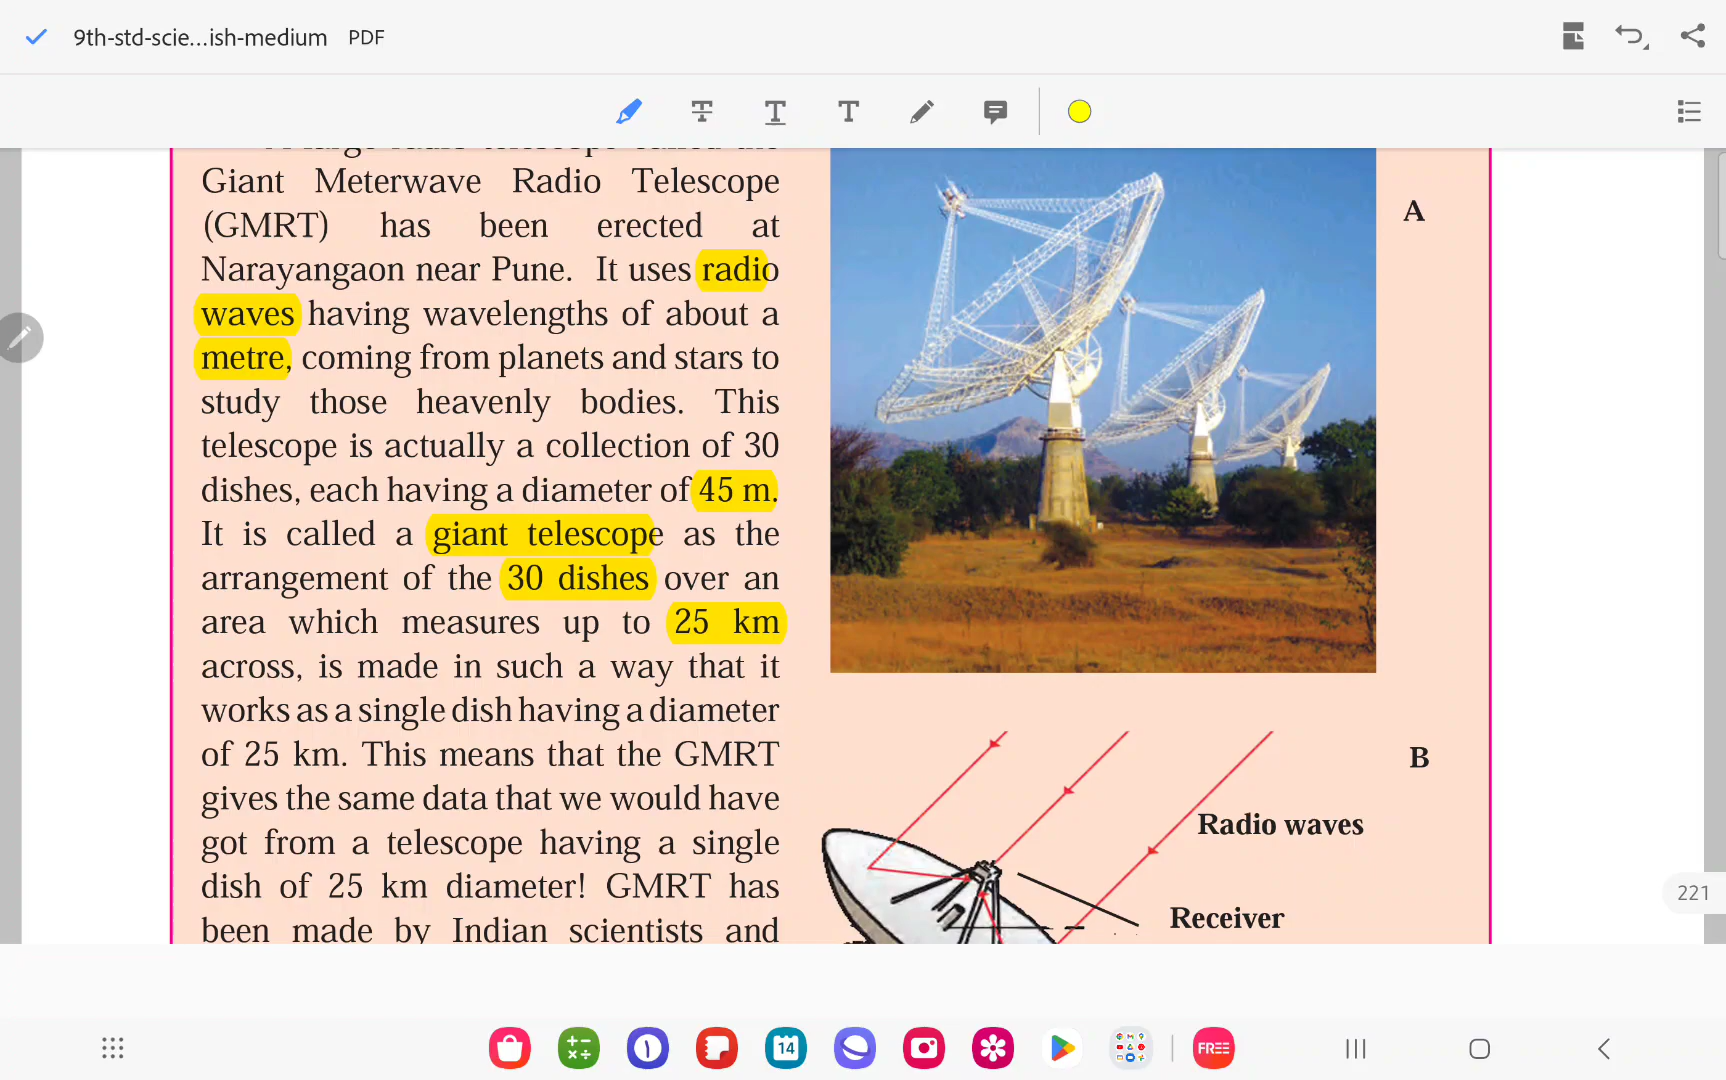 9th-std-scie...ish-medium PDF
A large radio telescope called the
Giant Meterwave Radio Telescope
(GMRT) has been erected at
Narayangaon near Pune. It uses radio
waves having wavelengths of about a
metre, coming from planets and stars to
study those heavenly bodies. This
telescope is actually a collection of 30
dishes, each having a diameter of 45 m.
It is called a giant telescope as the
arrangement of the 30 dishes over an
area which measures up to 25 km
across, is made in such a way that it
works as a single dish having a diameter
of 25 km. This means that the GMRT
gives the same data that we would have
got from a telescope having a single
dish of 25 km diameter! GMRT has
been made by Indian scientists and
A
B
Radio waves
Receiver
221
14
FREE